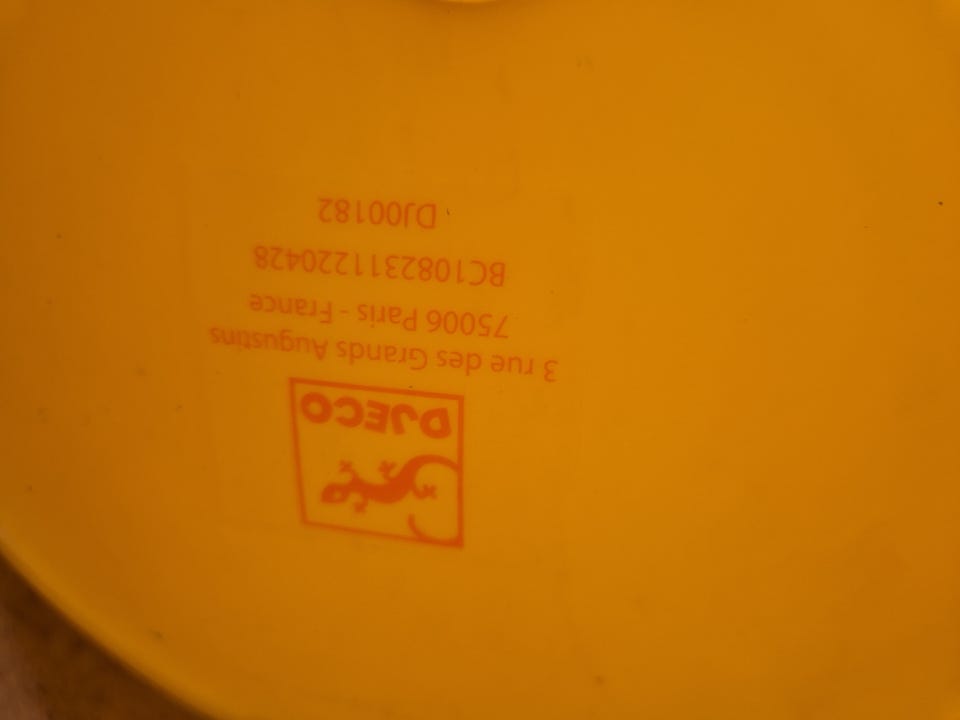 DJECO
3 rue des Grands Augustins
75006 Paris - France
BC1082311220428
DJ00182